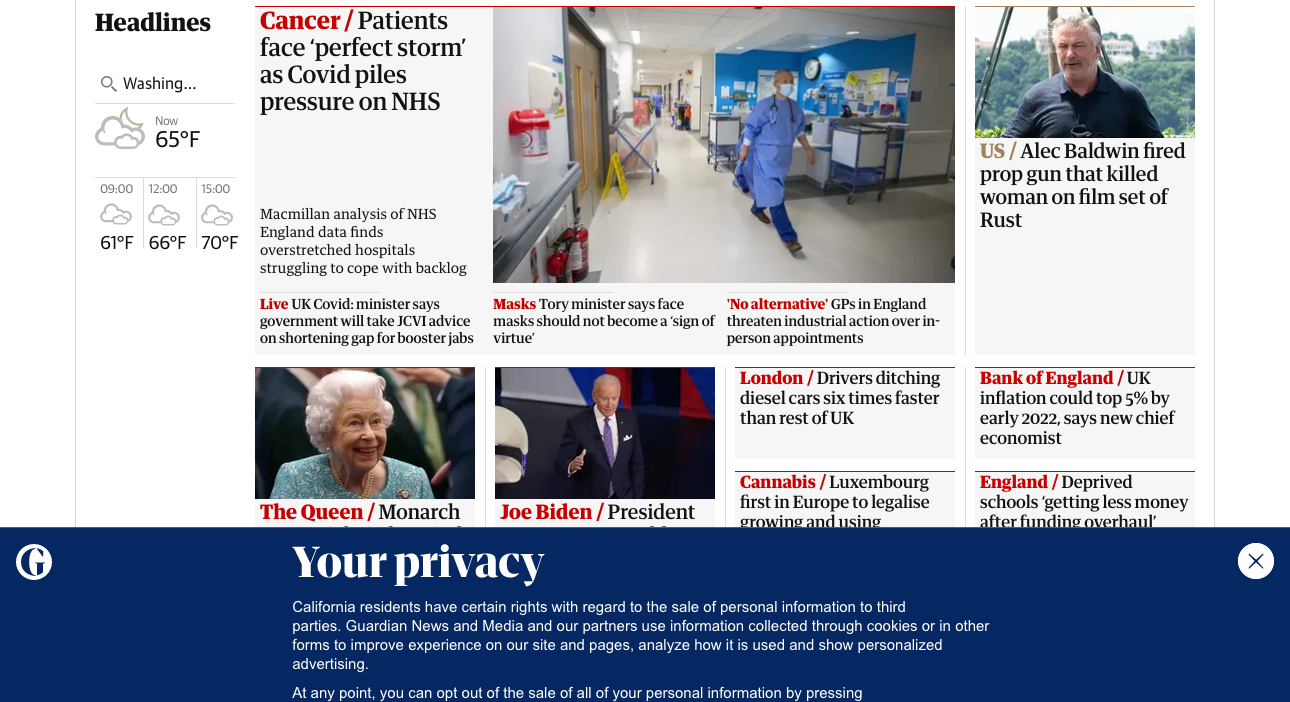 Headlines
Washing...
Now
65°F
09:00
12:00
15:00
61°F
66°F
70°F
Cancer / Patients
face ‘perfect storm’
as Covid piles
pressure on NHS
Macmillan analysis of NHS
England data finds
overstretched hospitals
struggling to cope with backlog
Live UK Covid: minister says
government will take JCVI advice
on shortening gap for booster jabs
Masks Tory minister says face
masks should not become a ‘sign of
virtue’
'No alternative' GPs in England
threaten industrial action over in-
person appointments
US / Alec Baldwin fired
prop gun that killed
woman on film set of
Rust
The Queen / Monarch
Joe Biden / President
London / Drivers ditching
diesel cars six times faster
than rest of UK
Cannabis / Luxembourg
first in Europe to legalise
growing and using
Bank of England / UK
inflation could top 5% by
early 2022, says new chief
economist
England / Deprived
schools ‘getting less money
after funding overhaul’
Your privacy
California residents have certain rights with regard to the sale of personal information to third
parties. Guardian News and Media and our partners use information collected through cookies or in other
forms to improve experience on our site and pages, analyze how it is used and show personalized
advertising.
At any point, you can opt out of the sale of all of your personal information by pressing